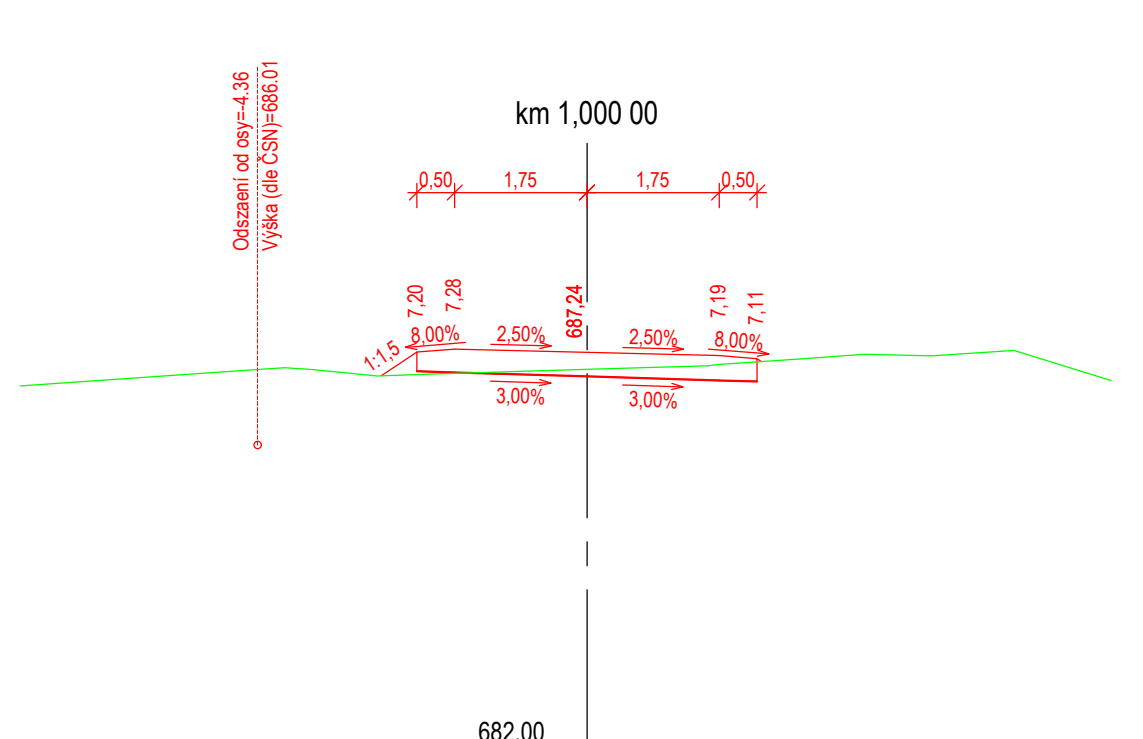 Odszaení od osy=-4.36
Výška (dle ČSN)=686.01
km 1,000 00
0,50 1,75 1,75 0,50
7,20 7,28 687,24 7,19 7,11
1:1,5 8,00% 2,50% 2,50% 8,00%
3,00% 3,00%
682,00